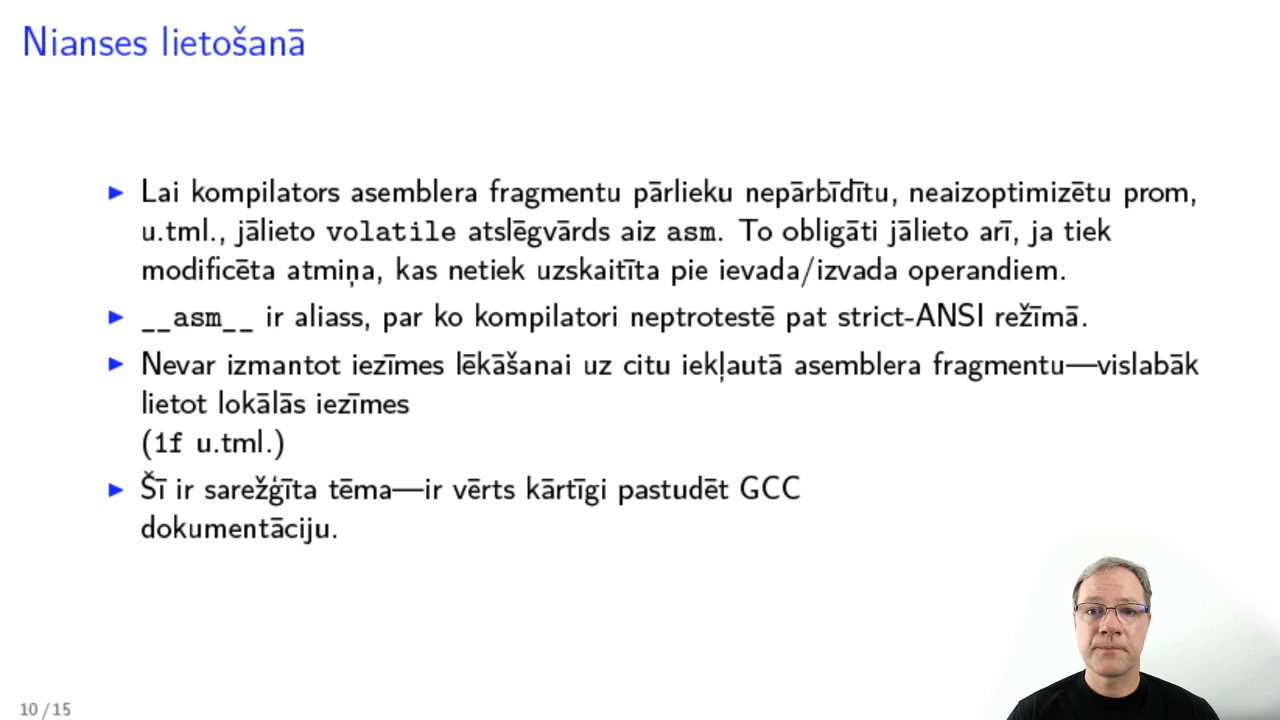 Nianses lietošanā
▶ Lai kompilators asemblera fragmentu pārlieku nepārbīdītu, neaizoptimizētu prom,
u.tml., jālieto volatile atslēgvārds aiz asm. To obligāti jālieto arī, ja tiek
modificēta atmiņa, kas netiek uzskaitīta pie ievada/izvada operandiem.
▶ __asm__ ir aliass, par ko kompilatori neptrotestē pat strict-ANSI režīmā.
▶ Nevar izmantot iezīmes lēkāšanai uz citu iekļautā asemblera fragmentu—vislabāk
lietot lokālās iezīmes
(1f u.tml.)
▶ Šī ir sarežģīta tēma—ir vērts kārtīgi pastudēt GCC
dokumentāciju.
10/15